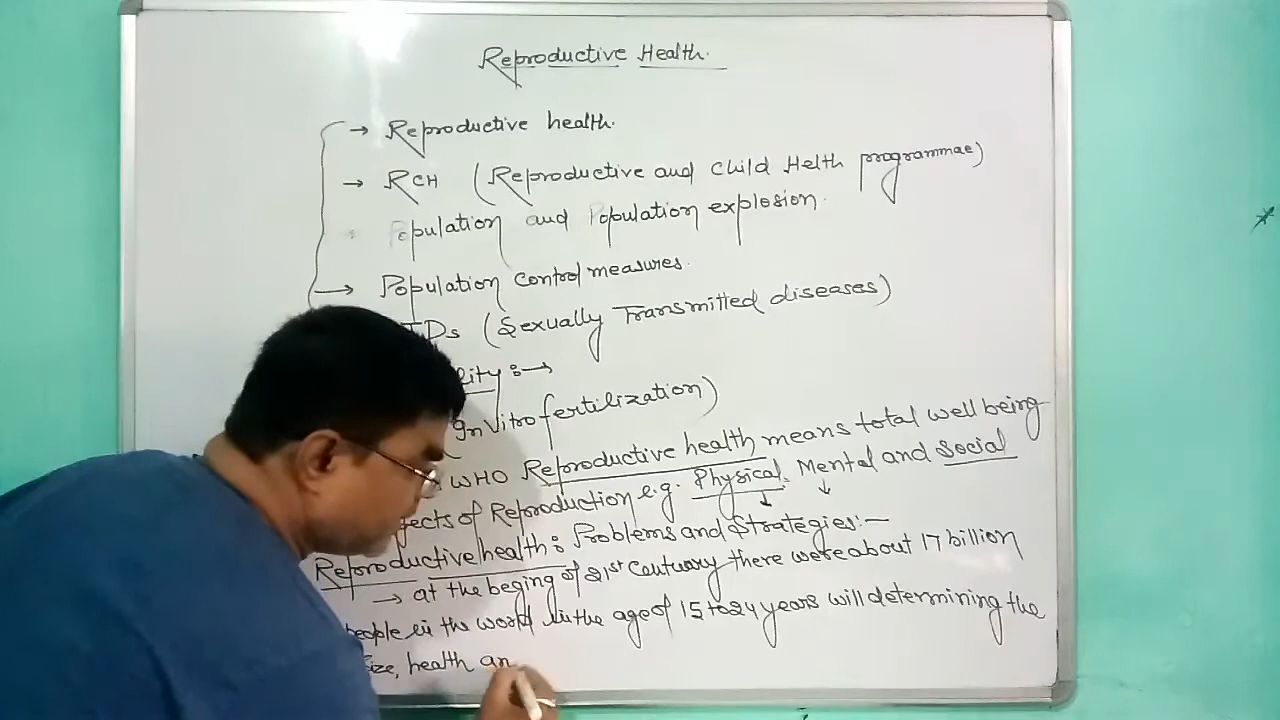 Reproductive Health.
→ Reproductive health.
→ RCH (Reproductive and Child Helth programmae)
Population and Population explosion.
→ Population Control measures.
TDs (Sexually Transmitted diseases)
lity :→
(In Vitro fertilization)
WHO Reproductive health means total well being
of Reproduction e.g. Physical, Mental and Social
Reproductive health : Problems and Strategies :—
→ at the beging of 21st Centuary there were about 17 billion
people in the world in the age of 15 to 24 years will determining the
size, health an